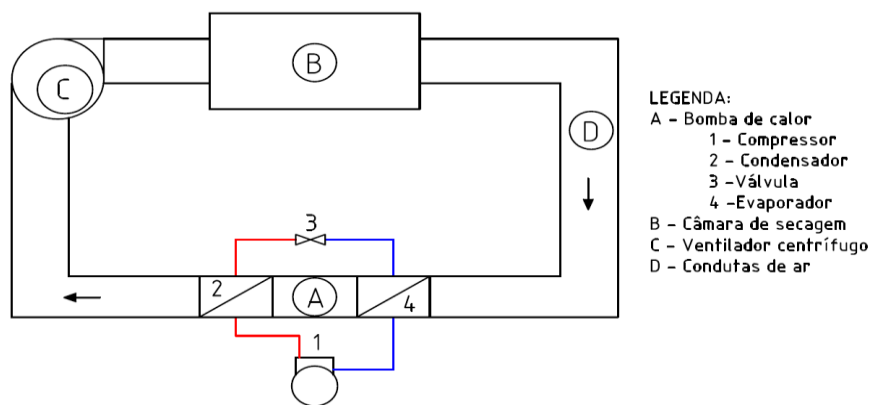 B
C
D
3
2
A
4
1
LEGENDA:
A - Bomba de calor
1 - Compressor
2 - Condensador
3 -Válvula
4 -Evaporador
B - Câmara de secagem
C - Ventilador centrífugo
D - Condutas de ar